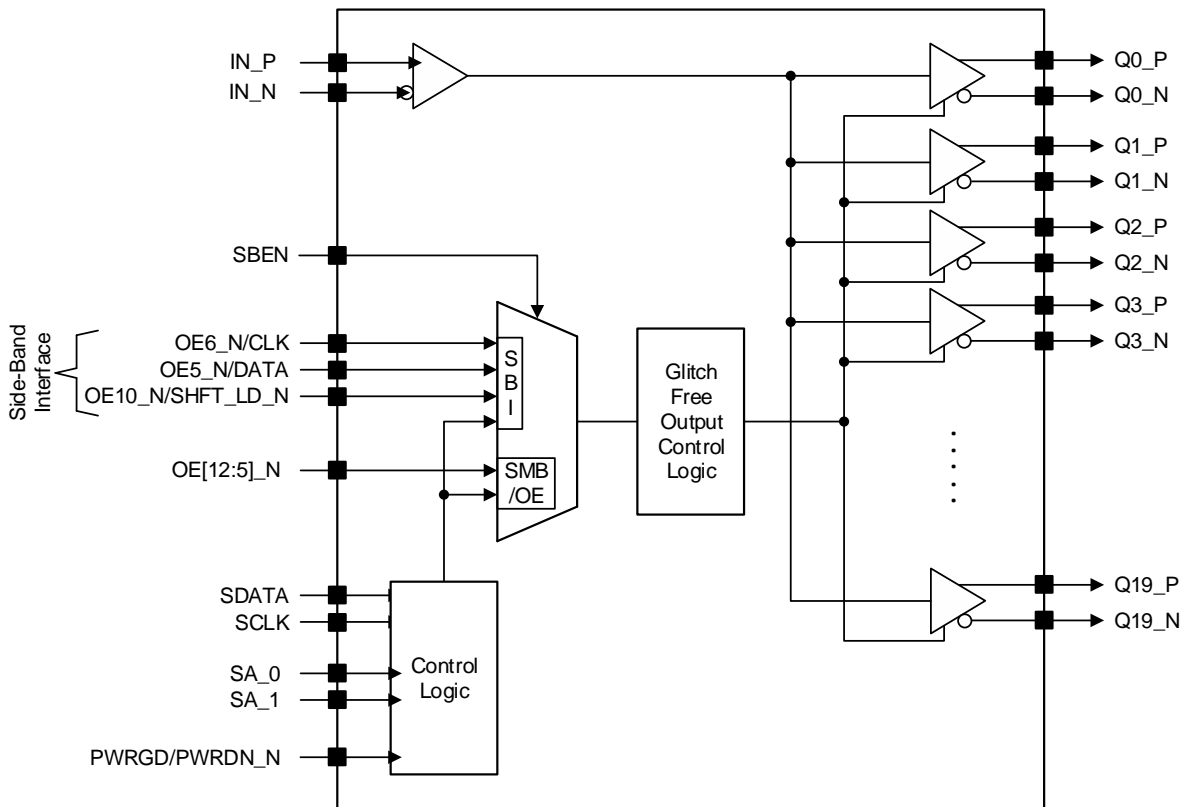 IN_P
IN_N
SBEN
Side-Band
Interface
OE6_N/CLK
OE5_N/DATA
OE10_N/SHFT_LD_N
OE[12:5]_N
SDATA
SCLK
SA_0
SA_1
PWRGD/PWRDN_N
S
B
I
SMB
/OE
Control
Logic
Glitch
Free
Output
Control
Logic
Q0_P
Q0_N
Q1_P
Q1_N
Q2_P
Q2_N
Q3_P
Q3_N
Q19_P
Q19_N